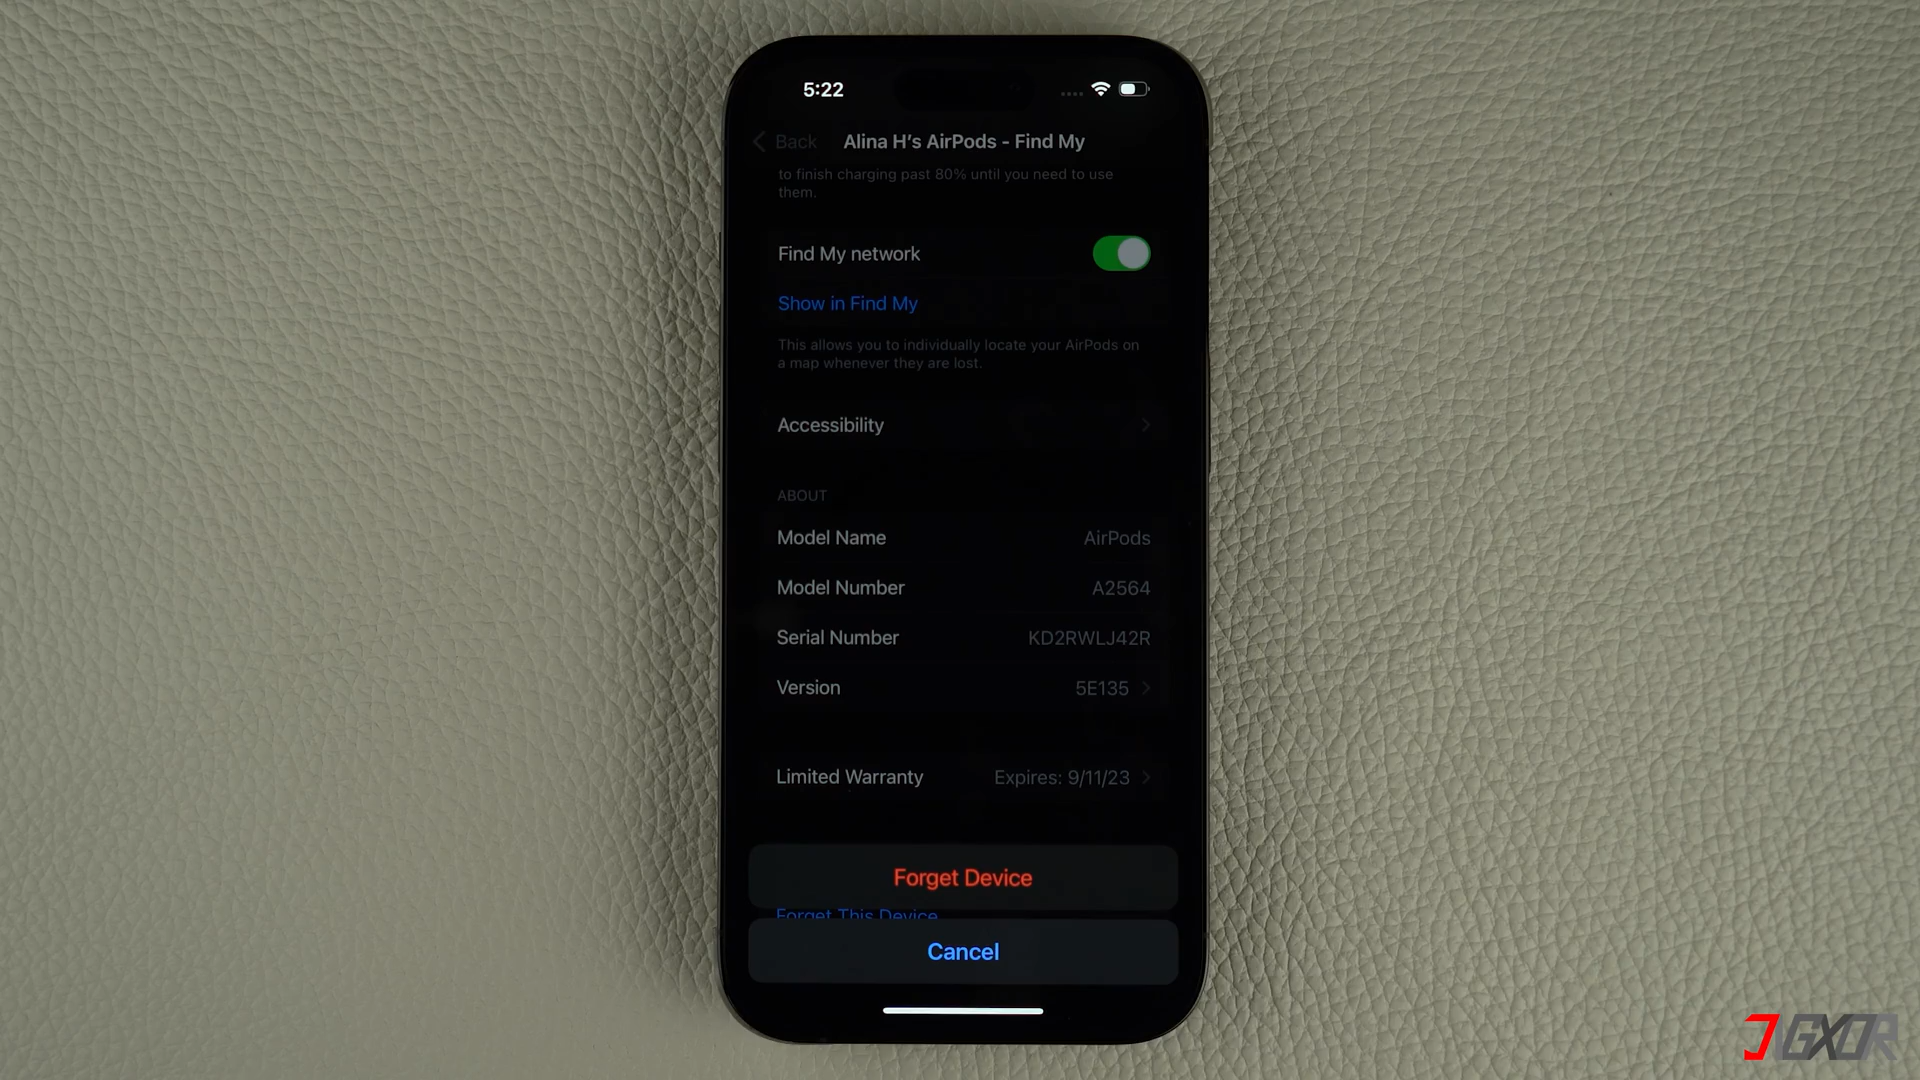 5:22
Back
Alina H's AirPods - Find My
to finish charging past 80% until you need to use
them.
Find My network
Show in Find My
This allows you to individually locate your AirPods on
a map whenever they are lost.
Accessibility
ABOUT
Model Name AirPods
Model Number A2564
Serial Number KD2RWLJ42R
Version 5E135
Limited Warranty Expires: 9/11/23
Forget Device
Forget This Device
Cancel
JIGXOR